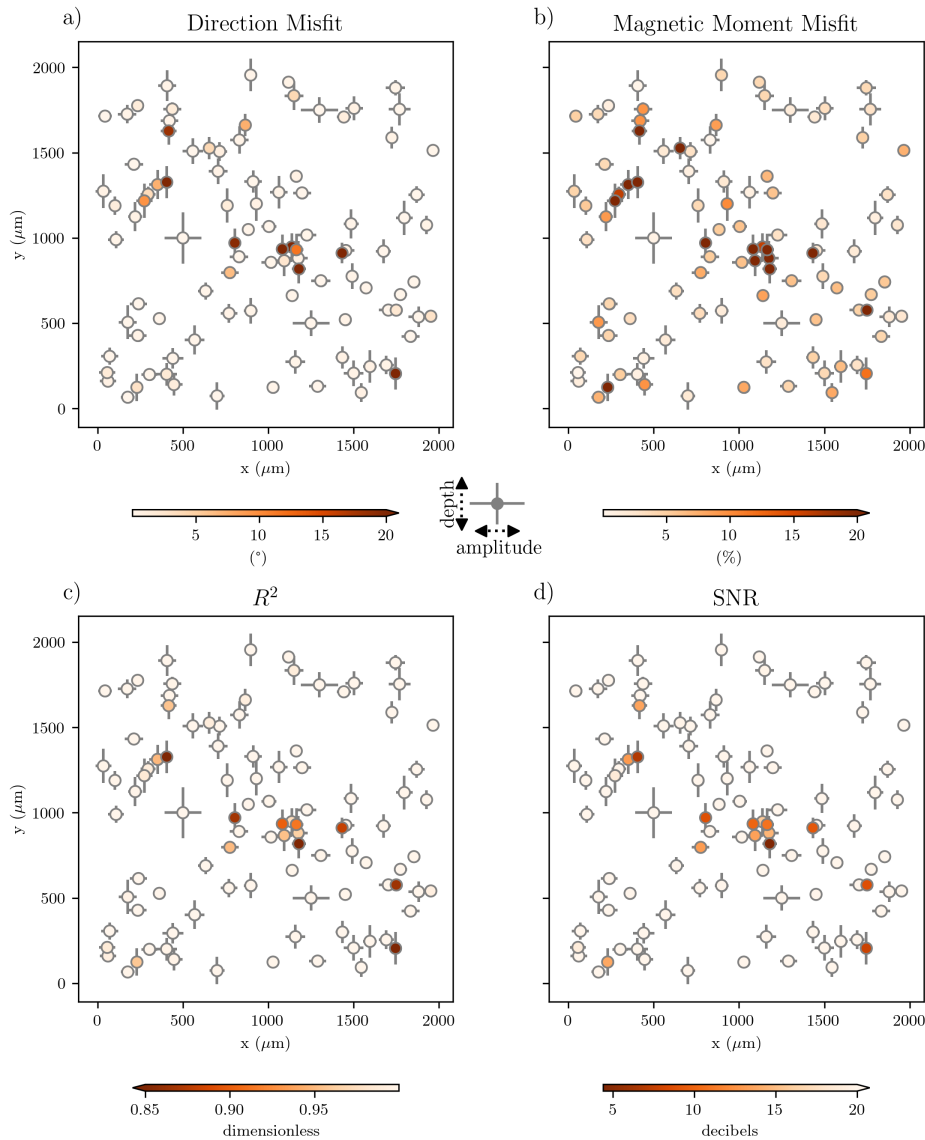 a)
Direction Misfit
2000
1500
1000
500
0
y (μm)
0 500 1000 1500 2000
x (μm)
5 10 15 20
(°)
b)
Magnetic Moment Misfit
0 500 1000 1500 2000
x (μm)
5 10 15 20
(%)
depth
amplitude
c)
R²
2000
1500
1000
500
0
y (μm)
0 500 1000 1500 2000
x (μm)
0.85 0.90 0.95
dimensionless
d)
SNR
0 500 1000 1500 2000
x (μm)
5 10 15 20
decibels